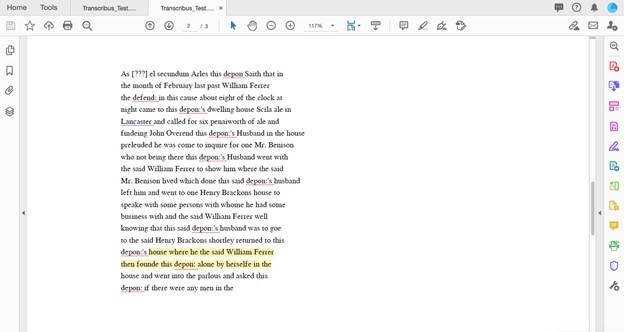 Home Tools Transcribus_Test.... Transcribus_Test.... ×
2 / 3 117%
As [???] el secundum Arles this depon Saith that in
the month of February last past William Ferrer
the defend: in this cause about eight of the clock at
night came to this depon:'s dwelling house Scila ale in
Lancaster and called for six penaiworth of ale and
findeing John Overend this depon:'s Husband in the house
preleuded he was come to inquire for one Mr. Benison
who not being there this depon:'s Husband went with
the said William Ferrer to show him where the said
Mr. Benison lived which done this said depon:'s husband
left him and went to one Henry Brackons house to
speake with some persons with whome he had some
business with and the said William Ferrer well
knowing that this said depon:'s husband was to goe
to the said Henry Brackons shortley returned to this
depon:'s house where he the said William Ferrer
then founde this depon: alone by herselfe in the
house and went into the parlous and asked this
depon: if there were any men in the